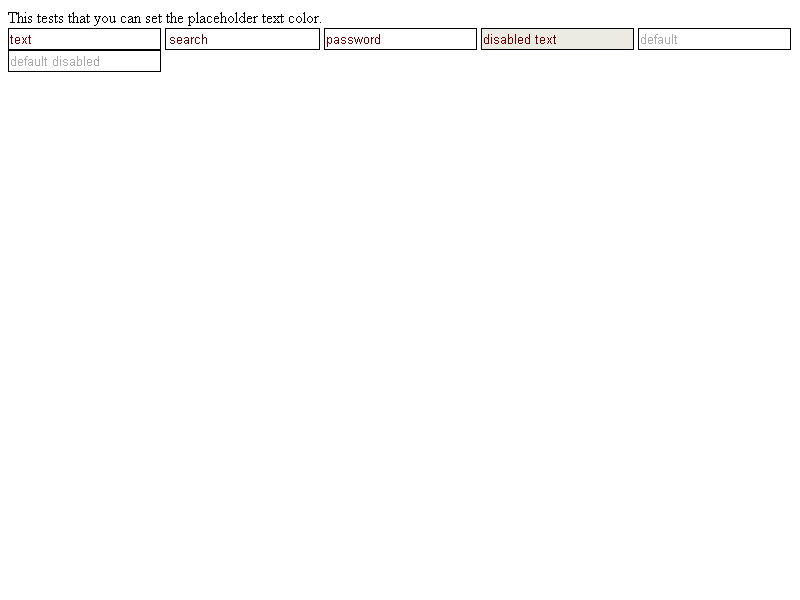 This tests that you can set the placeholder text color.
text search password disabled text default
default disabled